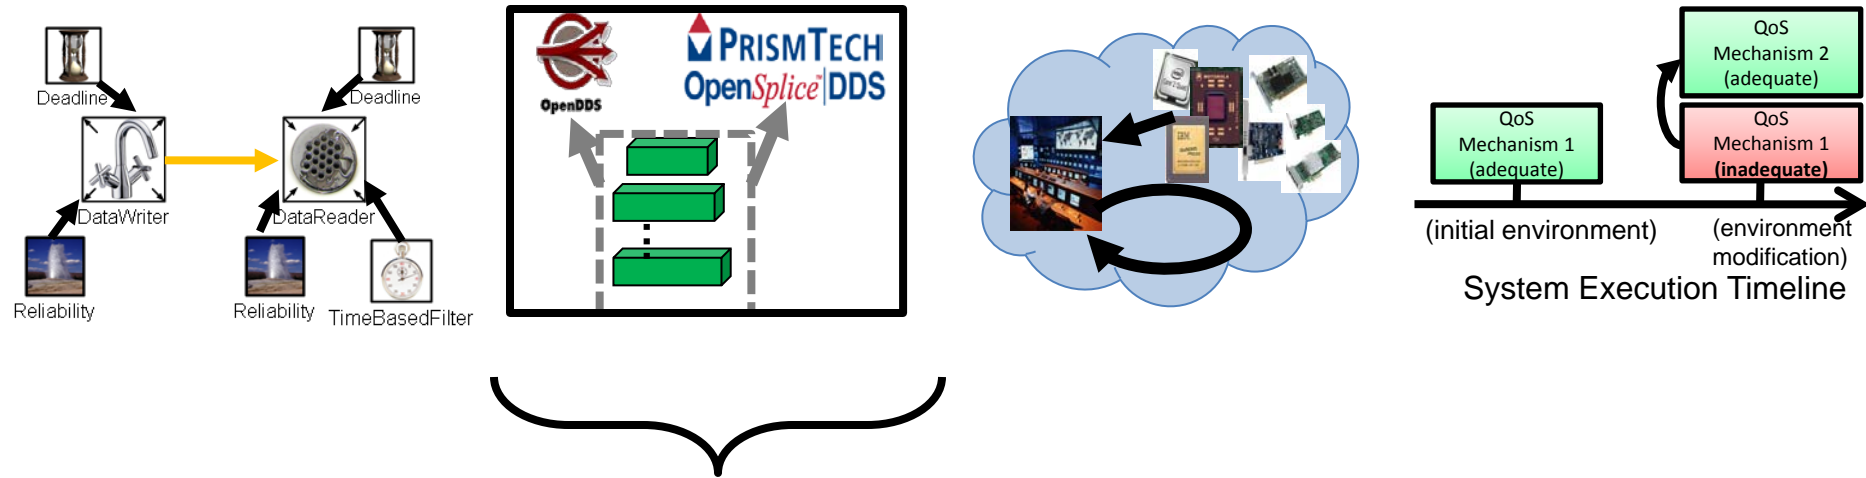 Deadline
Deadline
DataWriter
DataReader
Reliability
Reliability
TimeBasedFilter
OpenDDS
PRISMTECH
OpenSplice™ DDS
QoS
Mechanism 1
(adequate)
QoS
Mechanism 2
(adequate)
QoS
Mechanism 1
(inadequate)
(initial environment)
(environment
modification)
System Execution Timeline